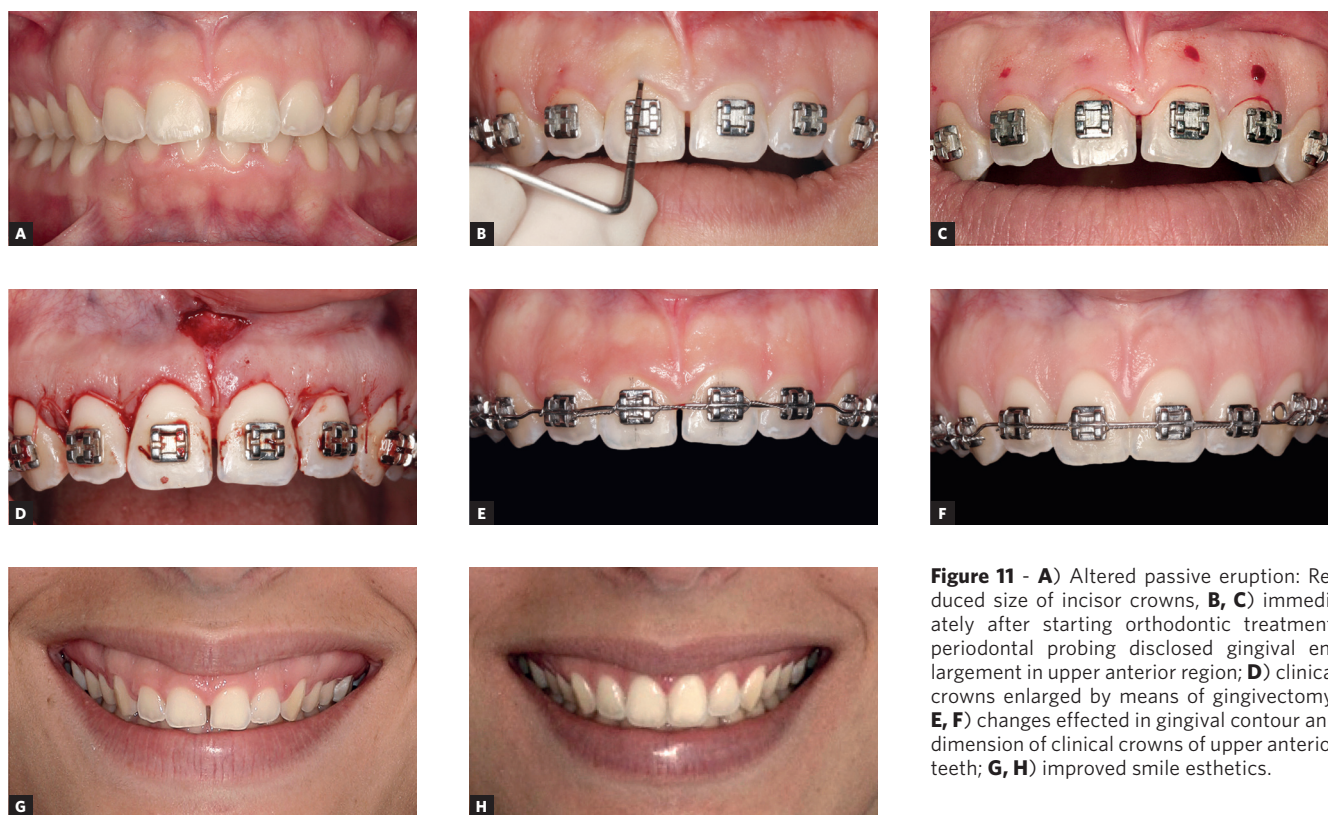 A
B
C
D
E
F
Figure 11 - A) Altered passive eruption: Re
duced size of incisor crowns, B, C) immedi
ately after starting orthodontic treatment
periodontal probing disclosed gingival en
largement in upper anterior region; D) clinica
crowns enlarged by means of gingivectomy
E, F) changes effected in gingival contour an
dimension of clinical crowns of upper anterio
teeth; G, H) improved smile esthetics.
G
H